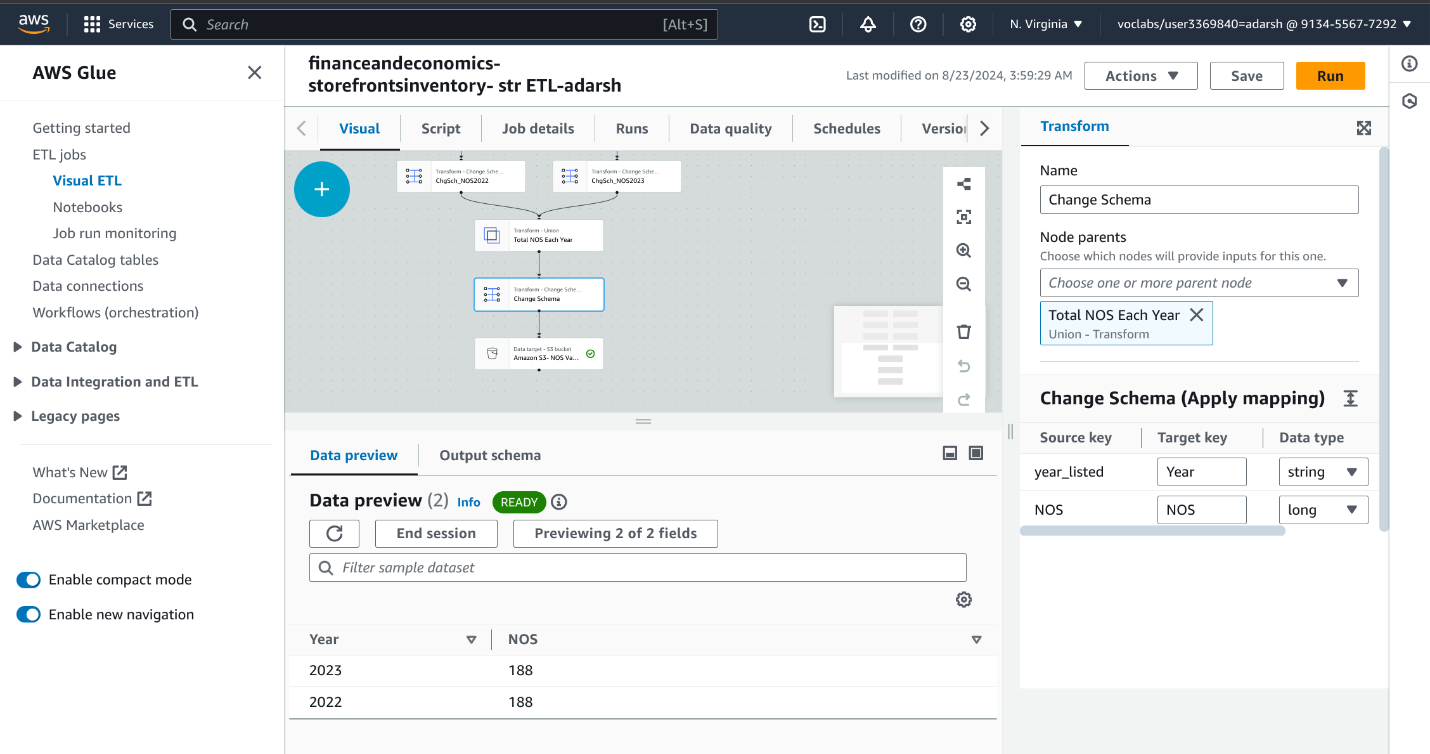 aws
Services
Search
[Alt+S]
N. Virginia
voclabs/user3369840=adarsh @ 9134-5567-7292
AWS Glue
Getting started
ETL jobs
Visual ETL
Notebooks
Job run monitoring
Data Catalog tables
Data connections
Workflows (orchestration)
Data Catalog
Data Integration and ETL
Legacy pages
What's New
Documentation
AWS Marketplace
Enable compact mode
Enable new navigation
financeandeconomics-
storefrontsinventory- str ETL-adarsh
Last modified on 8/23/2024, 3:59:29 AM
Actions
Save
Run
Visual
Script
Job details
Runs
Data quality
Schedules
Version
Transform - Change Sche...
ChgSch_NOS2022
Transform - Change Sche...
ChgSch_NOS2023
Transform - Union
Total NOS Each Year
Transform - Change Sche...
Change Schema
Data target - S3 bucket
Amazon S3- NOS Va...
Data preview
Output schema
Data preview (2)
Info
READY
End session
Previewing 2 of 2 fields
Filter sample dataset
Year
NOS
2023
188
2022
188
Transform
Name
Change Schema
Node parents
Choose which nodes will provide inputs for this one.
Choose one or more parent node
Total NOS Each Year
Union - Transform
Change Schema (Apply mapping)
Source key
Target key
Data type
year_listed
Year
string
NOS
NOS
long